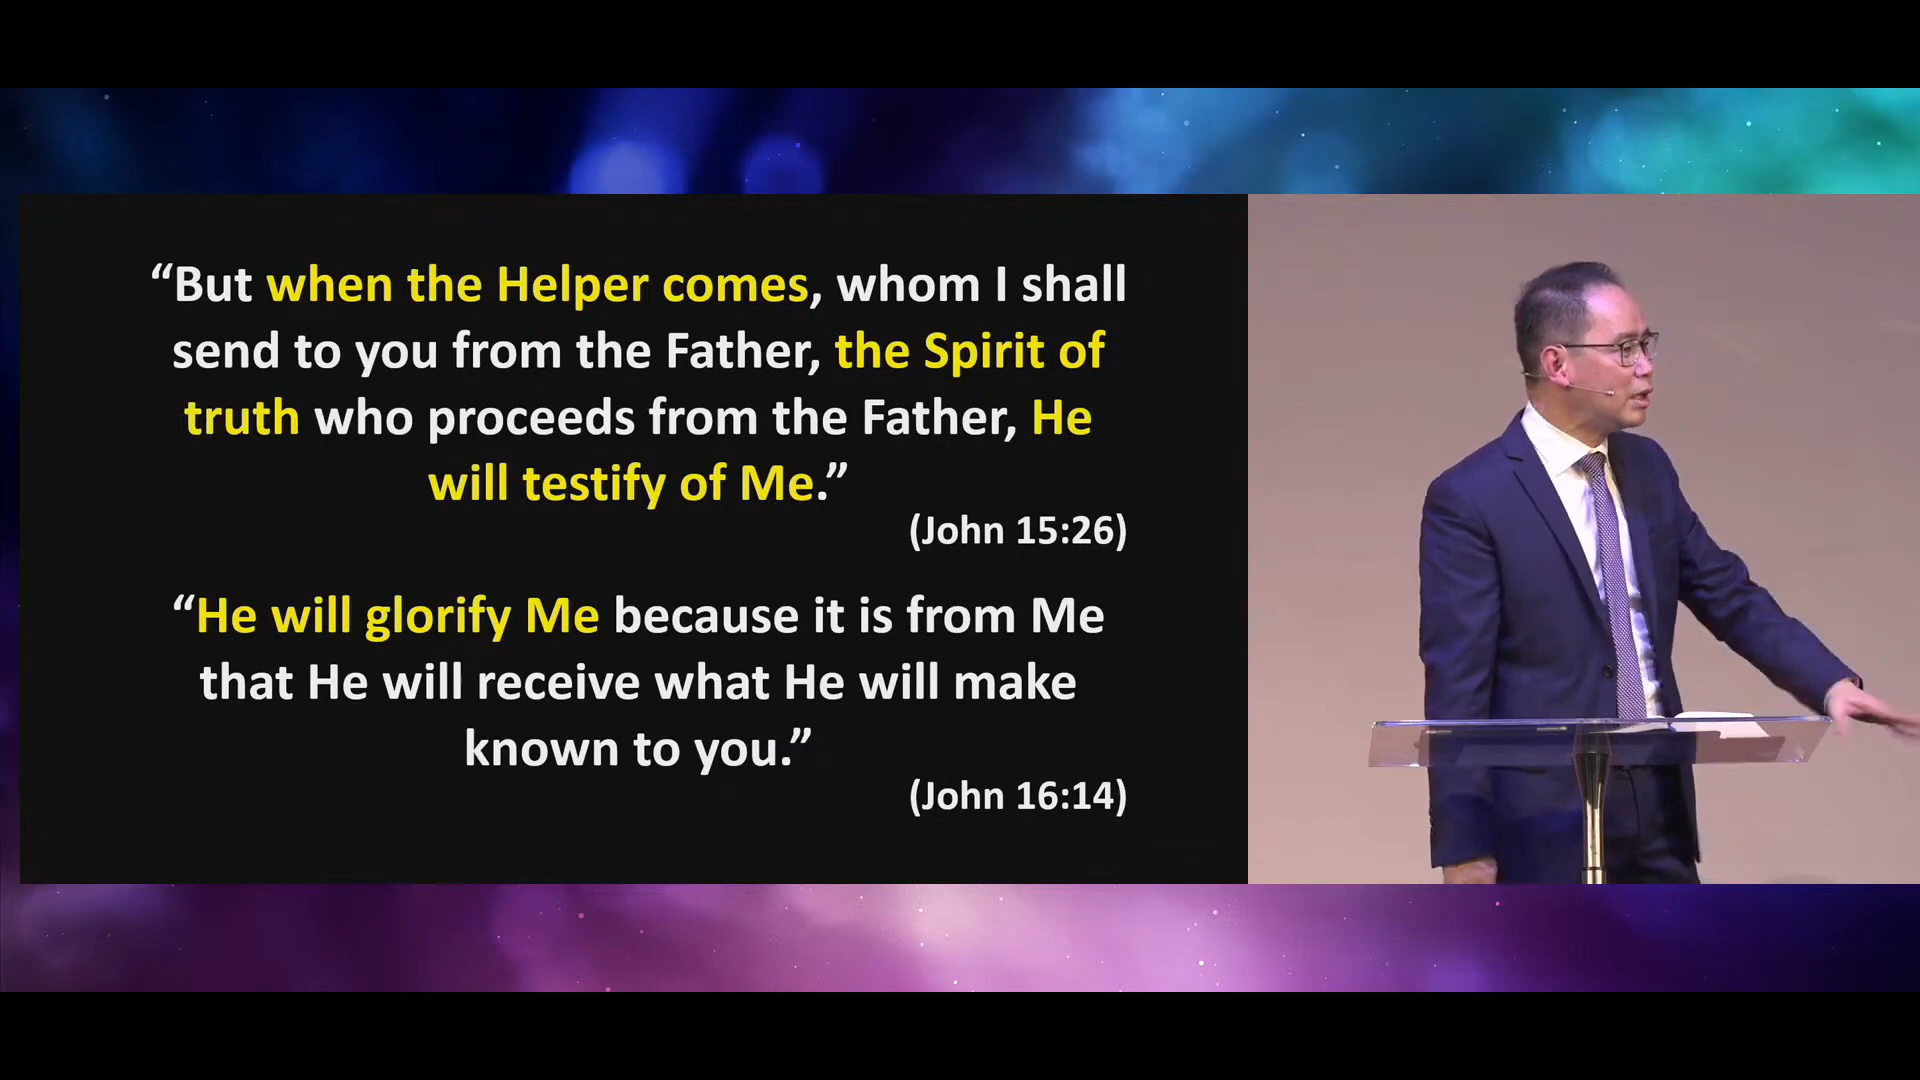 “But when the Helper comes, whom I shall
send to you from the Father, the Spirit of
truth who proceeds from the Father, He
will testify of Me.”
(John 15:26)
“He will glorify Me because it is from Me
that He will receive what He will make
known to you.”
(John 16:14)